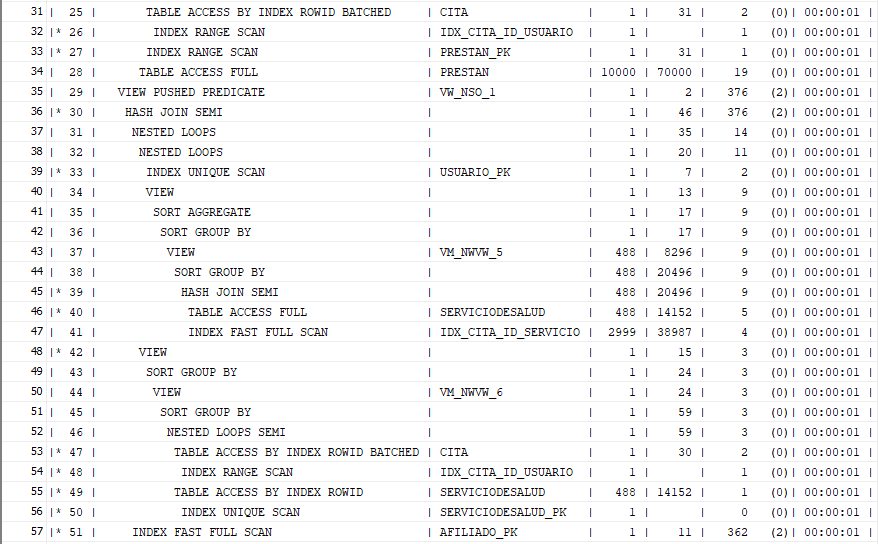 31 |  25 |       TABLE ACCESS BY INDEX ROWID BATCHED | CITA | 1 | 31 | 2 (0)| 00:00:01 |
32 |* 26 |        INDEX RANGE SCAN | IDX_CITA_ID_USUARIO | 1 | | 1 (0)| 00:00:01 |
33 |* 27 |       INDEX RANGE SCAN | PRESTAN_PK | 1 | 31 | 1 (0)| 00:00:01 |
34 |  28 |      TABLE ACCESS FULL | PRESTAN | 10000 | 70000 | 19 (0)| 00:00:01 |
35 |  29 |   VIEW PUSHED PREDICATE | VW_NSO_1 | 1 | 2 | 376 (2)| 00:00:01 |
36 |* 30 |    HASH JOIN SEMI | | 1 | 46 | 376 (2)| 00:00:01 |
37 |  31 |     NESTED LOOPS | | 1 | 35 | 14 (0)| 00:00:01 |
38 |  32 |      NESTED LOOPS | | 1 | 20 | 11 (0)| 00:00:01 |
39 |* 33 |       INDEX UNIQUE SCAN | USUARIO_PK | 1 | 7 | 2 (0)| 00:00:01 |
40 |  34 |       VIEW | | 1 | 13 | 9 (0)| 00:00:01 |
41 |  35 |        SORT AGGREGATE | | 1 | 17 | 9 (0)| 00:00:01 |
42 |  36 |         SORT GROUP BY | | 1 | 17 | 9 (0)| 00:00:01 |
43 |  37 |          VIEW | VM_NWVW_5 | 488 | 8296 | 9 (0)| 00:00:01 |
44 |  38 |           SORT GROUP BY | | 488 | 20496 | 9 (0)| 00:00:01 |
45 |* 39 |            HASH JOIN SEMI | | 488 | 20496 | 9 (0)| 00:00:01 |
46 |* 40 |             TABLE ACCESS FULL | SERVICIODESALUD | 488 | 14152 | 5 (0)| 00:00:01 |
47 |  41 |             INDEX FAST FULL SCAN | IDX_CITA_ID_SERVICIO | 2999 | 38987 | 4 (0)| 00:00:01 |
48 |* 42 |      VIEW | | 1 | 15 | 3 (0)| 00:00:01 |
49 |  43 |       SORT GROUP BY | | 1 | 24 | 3 (0)| 00:00:01 |
50 |  44 |        VIEW | VM_NWVW_6 | 1 | 24 | 3 (0)| 00:00:01 |
51 |  45 |         SORT GROUP BY | | 1 | 59 | 3 (0)| 00:00:01 |
52 |  46 |          NESTED LOOPS SEMI | | 1 | 59 | 3 (0)| 00:00:01 |
53 |* 47 |           TABLE ACCESS BY INDEX ROWID BATCHED | CITA | 1 | 30 | 2 (0)| 00:00:01 |
54 |* 48 |            INDEX RANGE SCAN | IDX_CITA_ID_USUARIO | 1 | | 1 (0)| 00:00:01 |
55 |* 49 |           TABLE ACCESS BY INDEX ROWID | SERVICIODESALUD | 488 | 14152 | 1 (0)| 00:00:01 |
56 |* 50 |            INDEX UNIQUE SCAN | SERVICIODESALUD_PK | 1 | | 0 (0)| 00:00:01 |
57 |* 51 |     INDEX FAST FULL SCAN | AFILIADO_PK | 1 | 11 | 362 (2)| 00:00:01 |